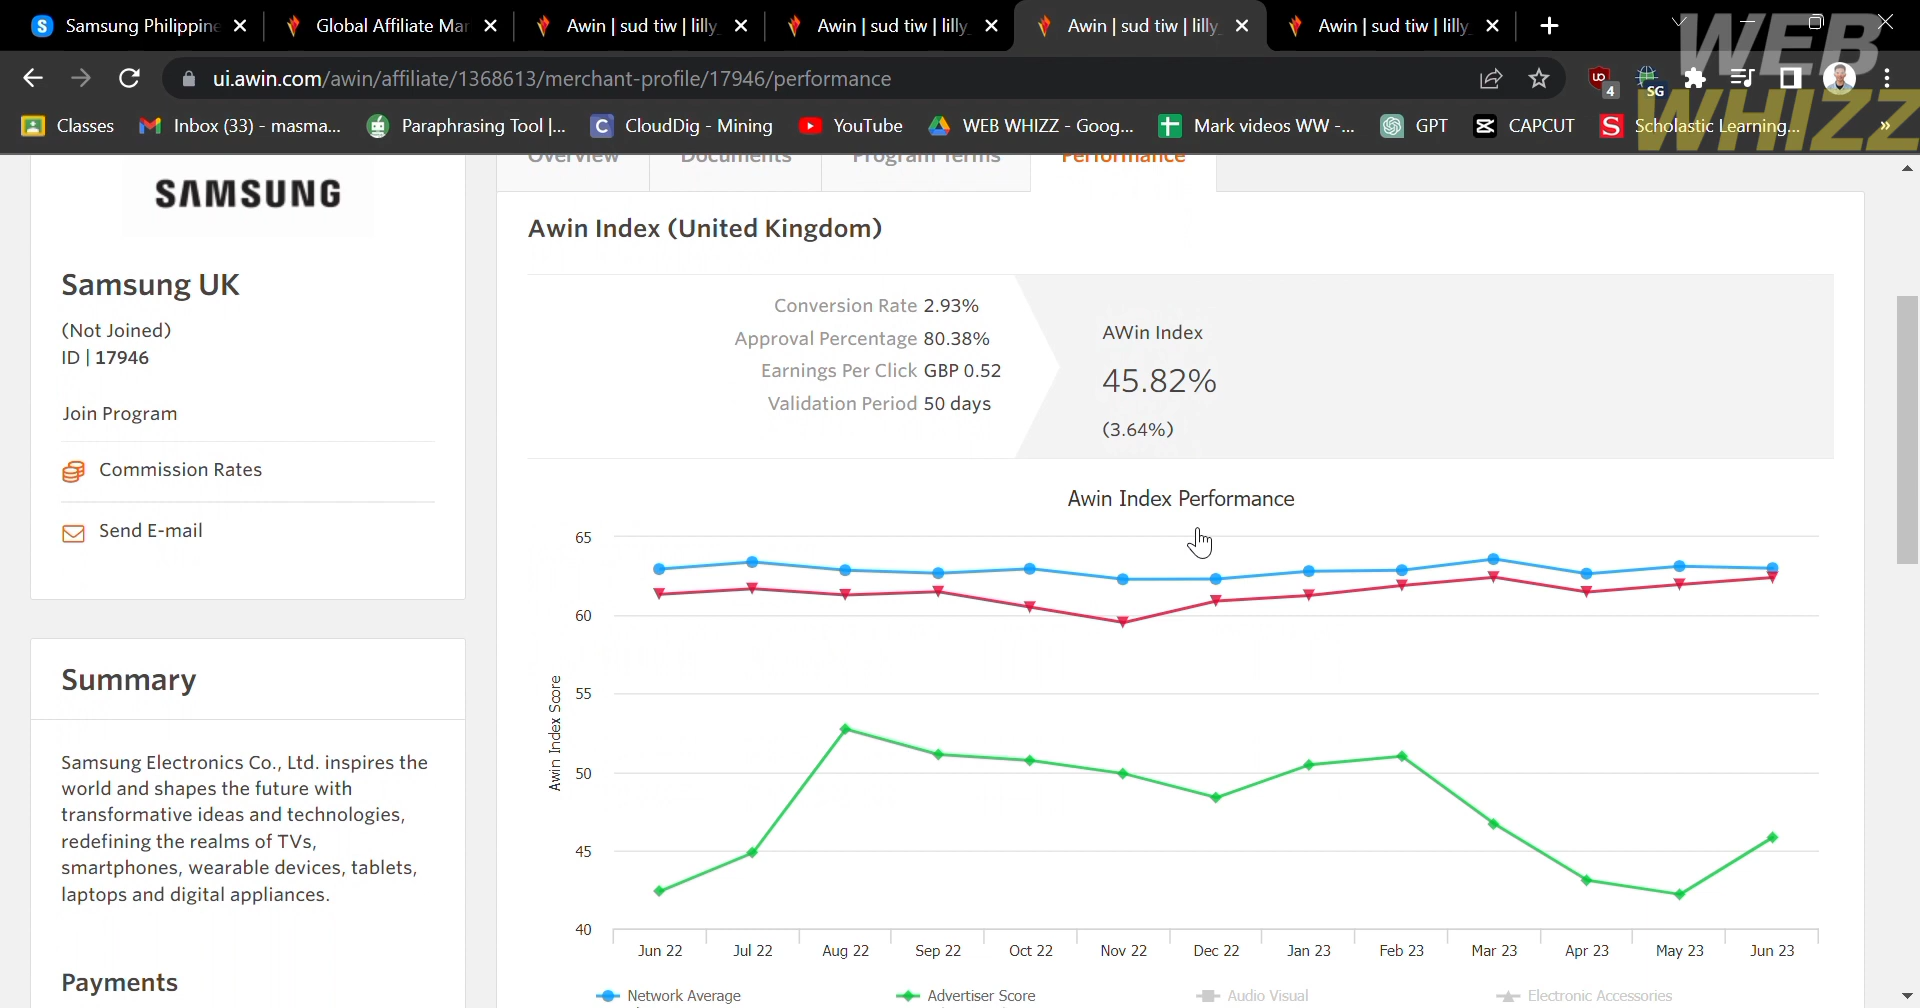 Samsung Philippine
Global Affiliate Mar
Awin | sud tiw | lilly
Awin | sud tiw | lilly
Awin | sud tiw | lilly
Awin | sud tiw | lilly
WEB
WHIZZ
ui.awin.com/awin/affiliate/1368613/merchant-profile/17946/performance
4
SG
Classes
Inbox (33) - masma...
Paraphrasing Tool |...
CloudDig - Mining
YouTube
WEB WHIZZ - Goog...
Mark videos WW -...
GPT
CAPCUT
Scholastic Learning...
Overview
Documents
Program Terms
Performance
SAMSUNG
Samsung UK
(Not Joined)
ID | 17946
Join Program
Commission Rates
Send E-mail
Summary
Samsung Electronics Co., Ltd. inspires the
world and shapes the future with
transformative ideas and technologies,
redefining the realms of TVs,
smartphones, wearable devices, tablets,
laptops and digital appliances.
Payments
Awin Index (United Kingdom)
Conversion Rate 2.93%
Approval Percentage 80.38%
Earnings Per Click GBP 0.52
Validation Period 50 days
AWin Index
45.82%
(3.64%)
Awin Index Performance
Awin Index Score
65
60
55
50
45
40
Jun 22
Jul 22
Aug 22
Sep 22
Oct 22
Nov 22
Dec 22
Jan 23
Feb 23
Mar 23
Apr 23
May 23
Jun 23
Network Average
Advertiser Score
Audio Visual
Electronic Accessories